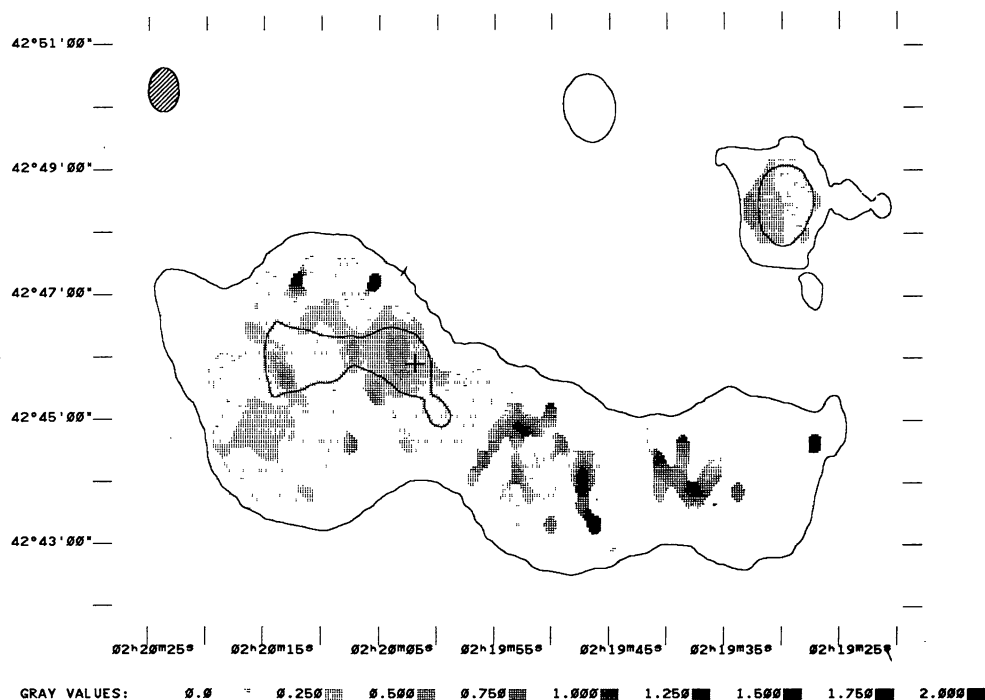 42°51'00"
42°49'00"
42°47'00"
42°45'00"
42°43'00"
02h20m25s 02h20m15s 02h20m05s 02h19m55s 02h19m45s 02h19m35s 02h19m25s
GRAY VALUES: 0.0 0.250 0.500 0.750 1.000 1.250 1.500 1.750 2.000